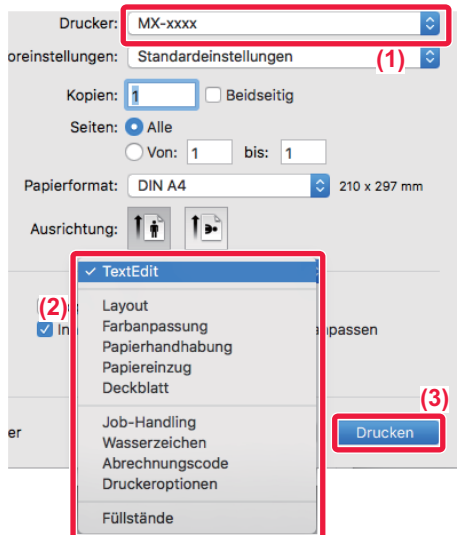 Drucker: MX-xxxx
oreinstellungen: Standardeinstellungen
(1)
Kopien: 1 Beidseitig
Seiten: Alle
Von: 1 bis: 1
Papierformat: DIN A4 210 x 297 mm
Ausrichtung:
✓ TextEdit
(2)
Layout
Farbanpassung
In anpassen
Papierhandhabung
Papiereinzug
Deckblatt
(3)
Job-Handling
er Drucken
Wasserzeichen
Abrechnungscode
Druckeroptionen
Füllstände